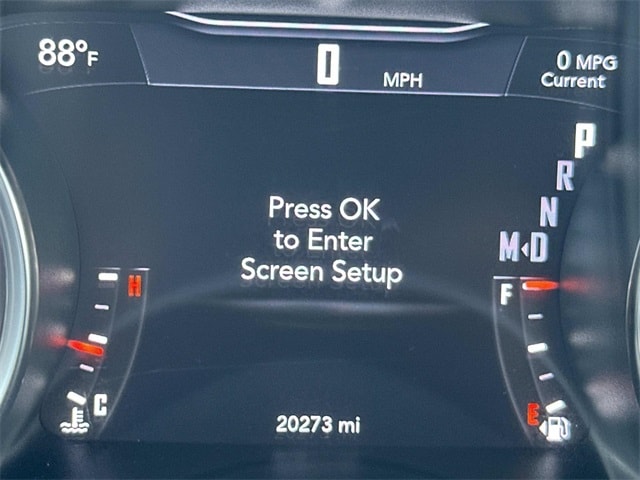 88°F
0 MPH
0 MPG
Current
P
R
N
M◂D
Press OK
to Enter
Screen Setup
H
F
C
E
20273 mi